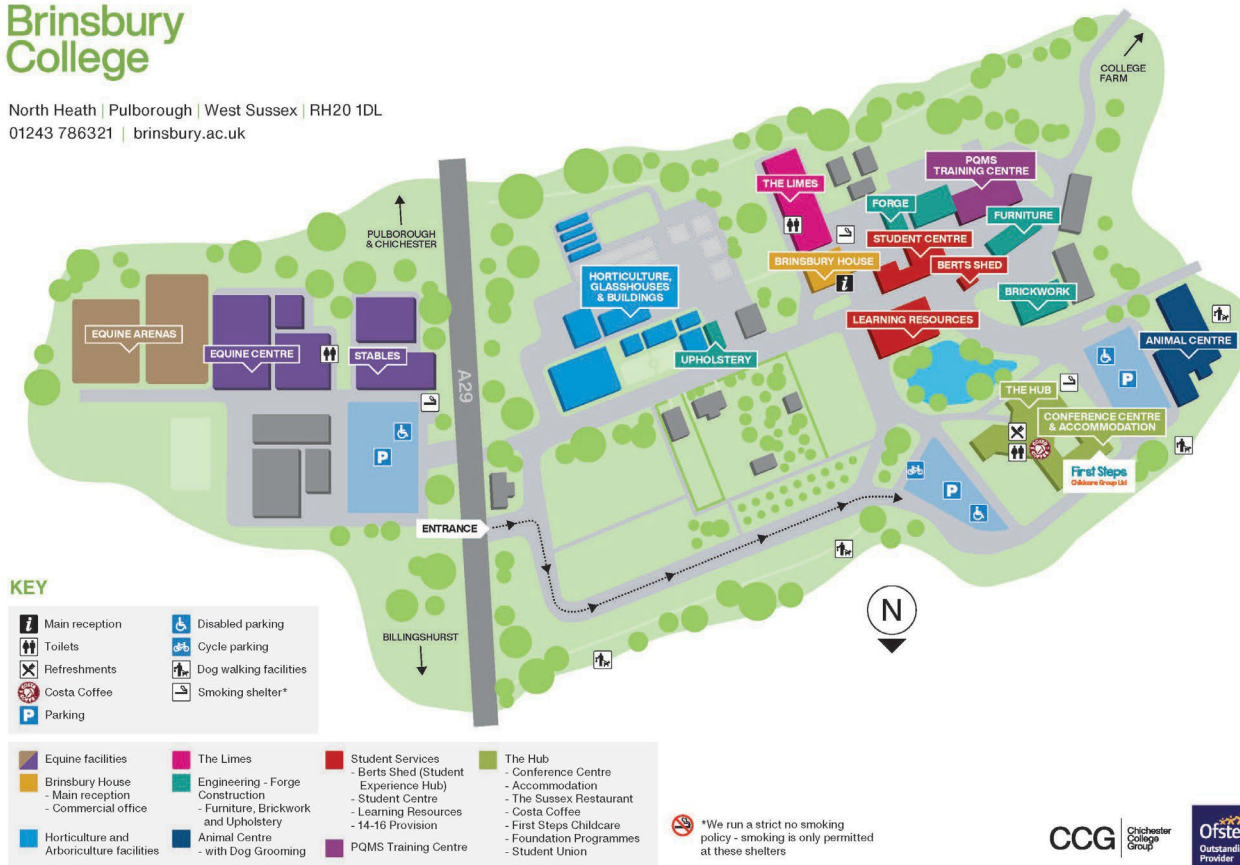 Brinsbury
College
North Heath | Pulborough | West Sussex | RH20 1DL
01243 786321 | brinsbury.ac.uk
COLLEGE
FARM
PULBOROUGH
& CHICHESTER
THE LIMES
PQMS
TRAINING CENTRE
FORGE
FURNITURE
STUDENT CENTRE
BRINSBURY HOUSE
BERTS SHED
HORTICULTURE,
GLASSHOUSES
& BUILDINGS
BRICKWORK
LEARNING RESOURCES
EQUINE ARENAS
EQUINE CENTRE
STABLES
UPHOLSTERY
ANIMAL CENTRE
A29
P
THE HUB
CONFERENCE CENTRE
& ACCOMMODATION
First Steps
Childcare Group Ltd
P
P
ENTRANCE
N
BILLINGSHURST
KEY
i Main reception
Toilets
Refreshments
Costa Coffee
P Parking
Disabled parking
Cycle parking
Dog walking facilities
Smoking shelter*
Equine facilities
Brinsbury House
- Main reception
- Commercial office
Horticulture and
Arboriculture facilities
The Limes
Engineering - Forge
Construction
- Furniture, Brickwork
and Upholstery
Animal Centre
- with Dog Grooming
Student Services
- Berts Shed (Student
Experience Hub)
- Student Centre
- Learning Resources
- 14-16 Provision
PQMS Training Centre
The Hub
- Conference Centre
- Accommodation
- The Sussex Restaurant
- Costa Coffee
- First Steps Childcare
- Foundation Programmes
- Student Union
*We run a strict no smoking
policy - smoking is only permitted
at these shelters
CCG
Chichester
College
Group
Provider